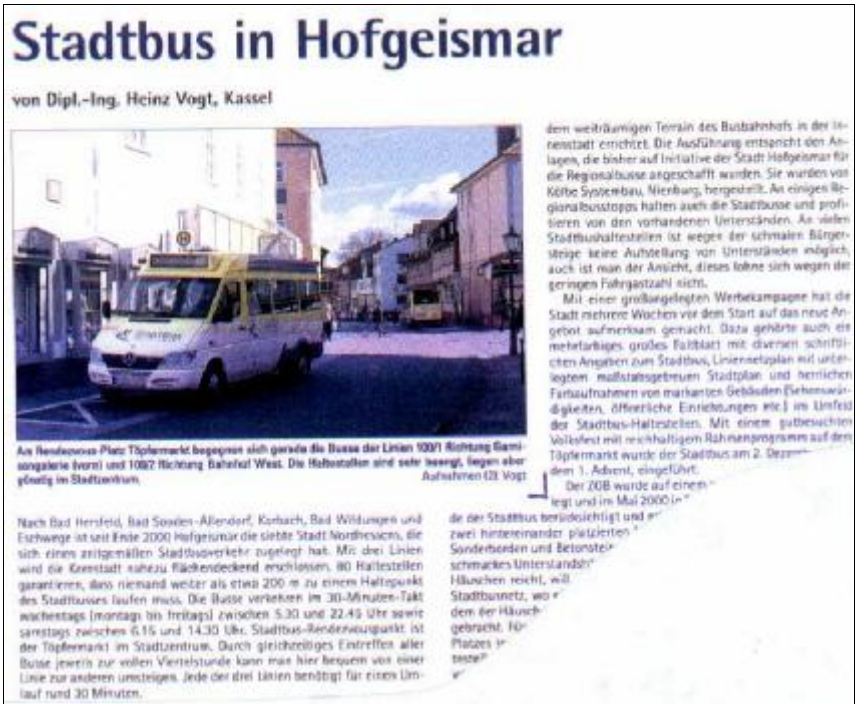 Stadtbus in Hofgeismar
von Dipl.-Ing. Heinz Vogt, Kassel
Am Rendezvous-Platz Töpfermarkt begegnen sich gerade die Busse der Linien 100/1 Richtung Garni-
songalerie (vorn) und 100/2 Richtung Bahnhof West. Die Haltestellen sind sehr beengt, liegen aber
günstig im Stadtzentrum.
Aufnahmen (2): Vogt
Nach Bad Hersfeld, Bad Sooden-Allendorf, Korbach, Bad Wildungen und
Eschwege ist seit Ende 2000 Hofgeismar die siebte Stadt Nordhessens, die
sich einen zeitgemäßen Stadtbusverkehr zugelegt hat. Mit drei Linien
wird die Kernstadt nahezu flächendeckend erschlossen. 80 Haltestellen
garantieren, dass niemand weiter als etwa 200 m zu einem Haltepunkt
des Stadtbusses laufen muss. Die Busse verkehren im 30-Minuten-Takt
wochentags (montags bis freitags) zwischen 5.30 und 22.45 Uhr sowie
samstags zwischen 6.15 und 14.30 Uhr. Stadtbus-Rendezvouspunkt ist
der Töpfermarkt im Stadtzentrum. Durch gleichzeitiges Eintreffen aller
Busse jeweils zur vollen Viertelstunde kann man hier bequem von einer
Linie zur anderen umsteigen. Jede der drei Linien benötigt für einen Um-
lauf rund 30 Minuten.
dem weiträumigen Terrain des Busbahnhofs in der In-
nenstadt errichtet. Die Ausführung entspricht den An-
lagen, die bisher auf Initiative der Stadt Hofgeismar für
die Regionalbusse angeschafft wurden. Sie wurden von
Kölbe Systembau, Nienburg, hergestellt. An einigen Re-
gionalbusstopps halten auch die Stadtbusse und profi-
tieren von den vorhandenen Unterständen. An vielen
Stadtbushaltestellen ist wegen der schmalen Bürger-
steige keine Aufstellung von Unterständen möglich,
auch ist man der Ansicht, dieses lohne sich wegen der
geringen Fahrgastzahl nicht.
Mit einer großangelegten Werbekampagne hat die
Stadt mehrere Wochen vor dem Start auf das neue An-
gebot aufmerksam gemacht. Dazu gehörte auch ein
mehrfarbiges großes Faltblatt mit diversen schriftli-
chen Angaben zum Stadtbus, Liniennetzplan mit unter-
legtem maßstabsgetreuen Stadtplan und herrlichen
Farbaufnahmen von markanten Gebäuden (Sehenswür-
digkeiten, öffentliche Einrichtungen etc.) im Umfeld
der Stadtbus-Haltestellen. Mit einem gutbesuchten
Volksfest mit reichhaltigem Rahmenprogramm auf dem
Töpfermarkt wurde der Stadtbus am 2. Dezem
dem 1. Advent, eingeführt.
Der ZOB wurde auf einem
legt und im Mai 2000 in
de der Stadtbus berücksichtigt und
zwei hintereinander platzierten
Sonderborden und Betonstei
schmuckes Unterstandsh
Häuschen reicht, will
Stadtbusnetz, wo
dem der Häusch
gebracht. Für
Platzes
testell